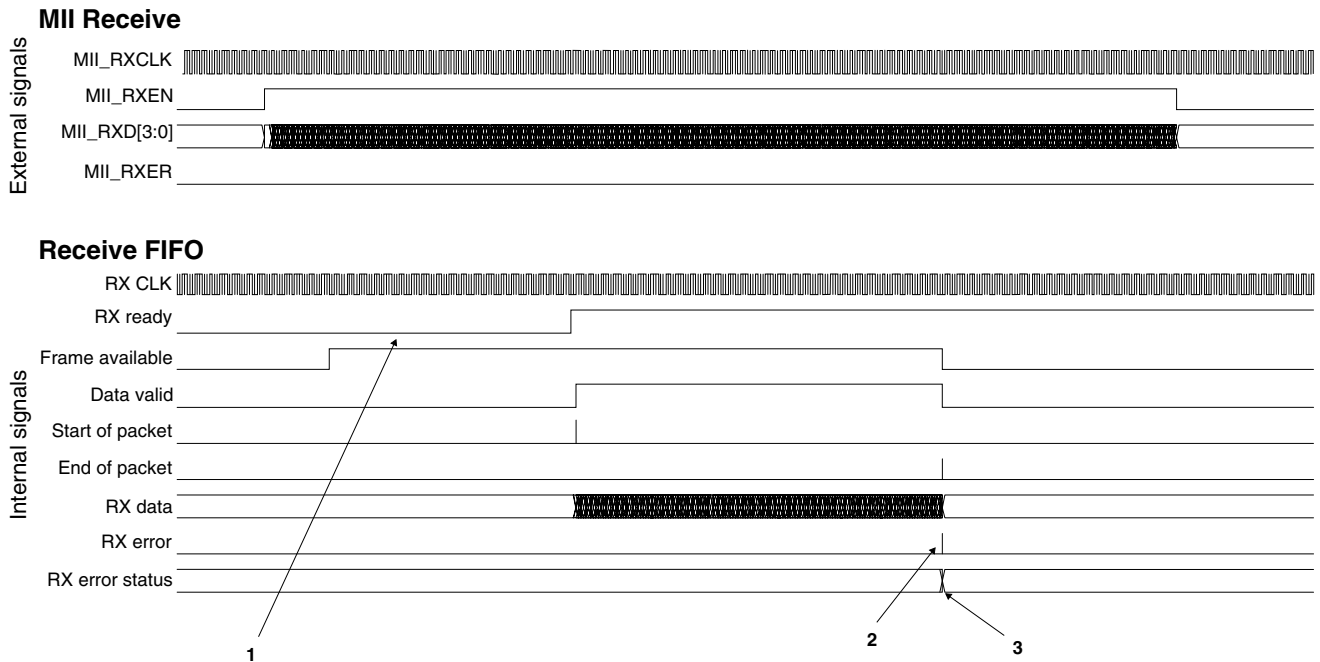 MII Receive
External signals
MII_RXCLK
MII_RXEN
MII_RXD[3:0]
MII_RXER
Receive FIFO
Internal signals
RX CLK
RX ready
Frame available
Data valid
Start of packet
End of packet
RX data
RX error
RX error status
1
2
3